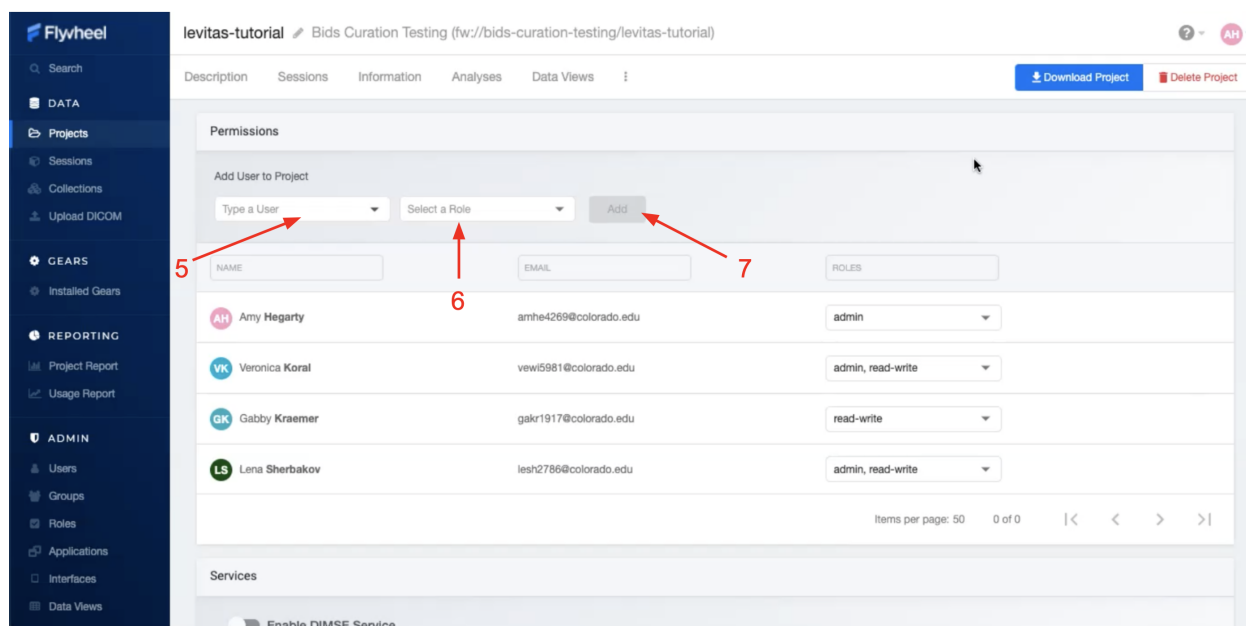 Flywheel
levitas-tutorial Bids Curation Testing (fw://bids-curation-testing/levitas-tutorial)
? AH
Search
Description Sessions Information Analyses Data Views
Download Project Delete Project
DATA
Projects
Sessions
Collections
Upload DICOM
GEARS
Installed Gears
REPORTING
Project Report
Usage Report
ADMIN
Users
Groups
Roles
Applications
Interfaces
Data Views
Permissions
Add User to Project
Type a User Select a Role Add
5 6 7
NAME EMAIL ROLES
AH Amy Hegarty amhe4269@colorado.edu admin
VK Veronica Koral vewi5981@colorado.edu admin, read-write
GK Gabby Kraemer gakr1917@colorado.edu read-write
LS Lena Sherbakov lesh2786@colorado.edu admin, read-write
Items per page: 50 0 of 0
Services
Enable DIMSE Service